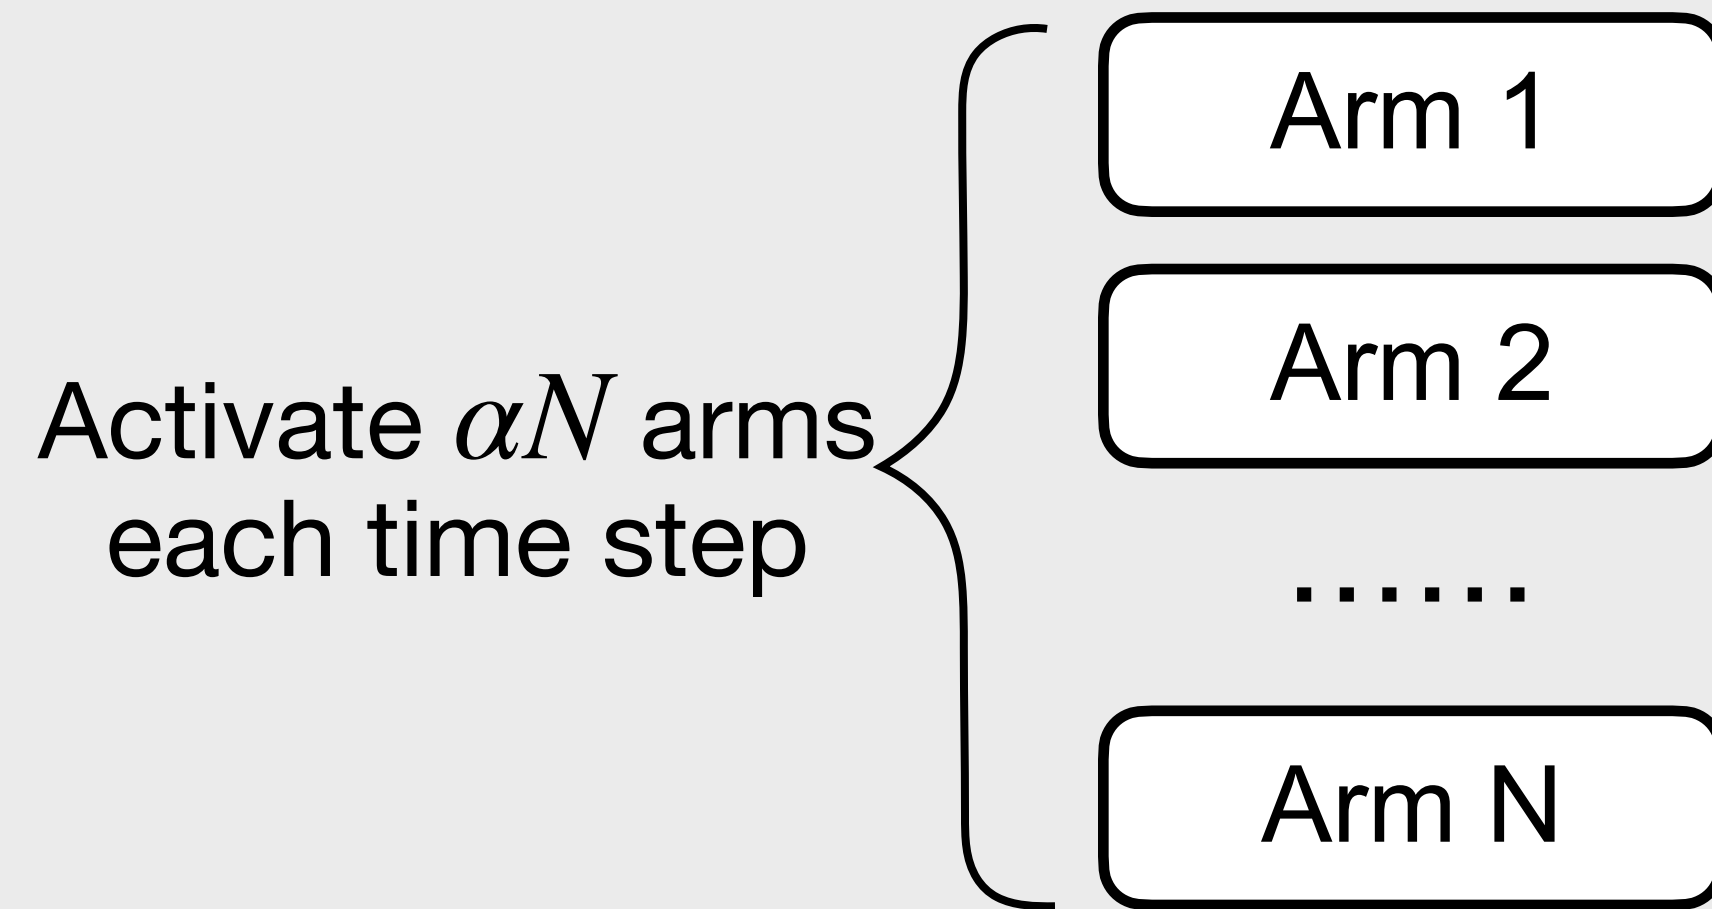 Arm 1
Arm 2
Activate αN arms
each time step
......
Arm N